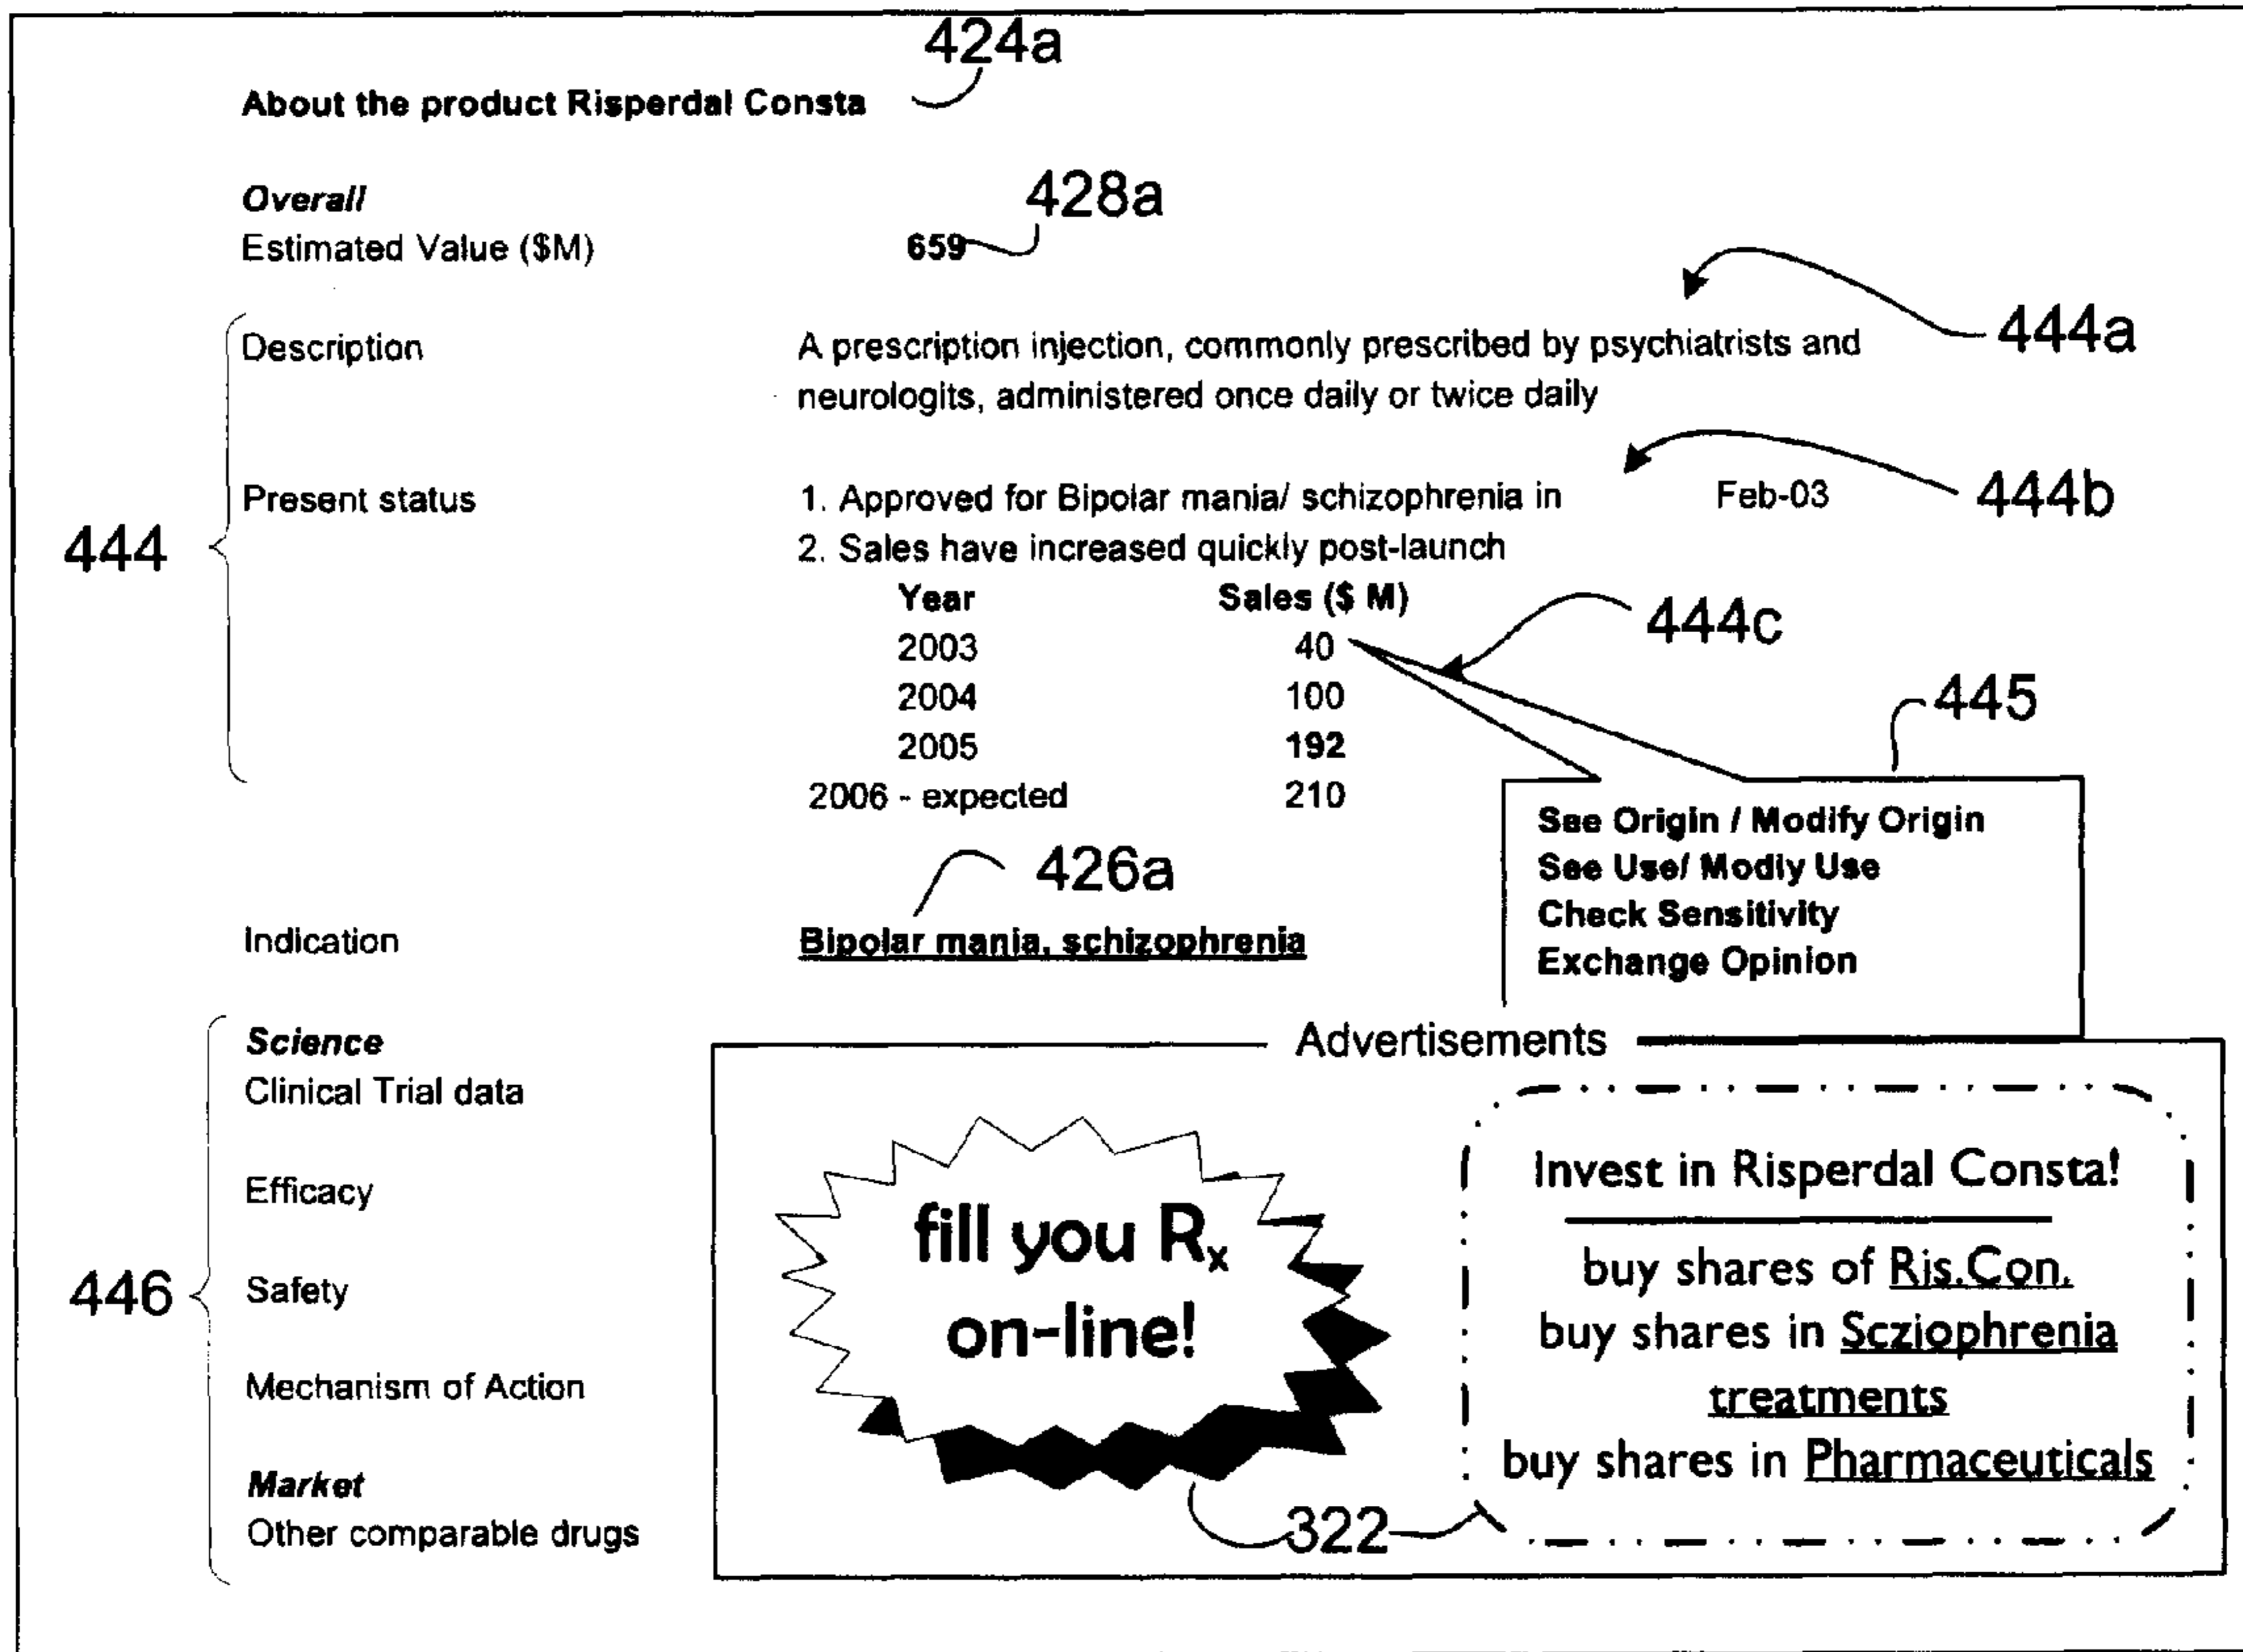 424a
About the product Risperdal Consta
Overall
428a
Estimated Value ($M) 659
444a
Description A prescription injection, commonly prescribed by psychiatrists and
neurologits, administered once daily or twice daily
444b
Present status 1. Approved for Bipolar mania/ schizophrenia in Feb-03
444
2. Sales have increased quickly post-launch
Year Sales ($ M)
444c
2003 40
2004 100
445
2005 192
2006 - expected 210
See Origin / Modify Origin
See Use/ Modiy Use
Check Sensitivity
Exchange Opinion
426a
Indication Bipolar mania, schizophrenia
446
Science
Clinical Trial data
Efficacy
Safety
Mechanism of Action
Market
Other comparable drugs
Advertisements
fill you Rx
on-line!
Invest in Risperdal Consta!
buy shares of Ris.Con.
buy shares in Scziophrenia
treatments
buy shares in Pharmaceuticals
322